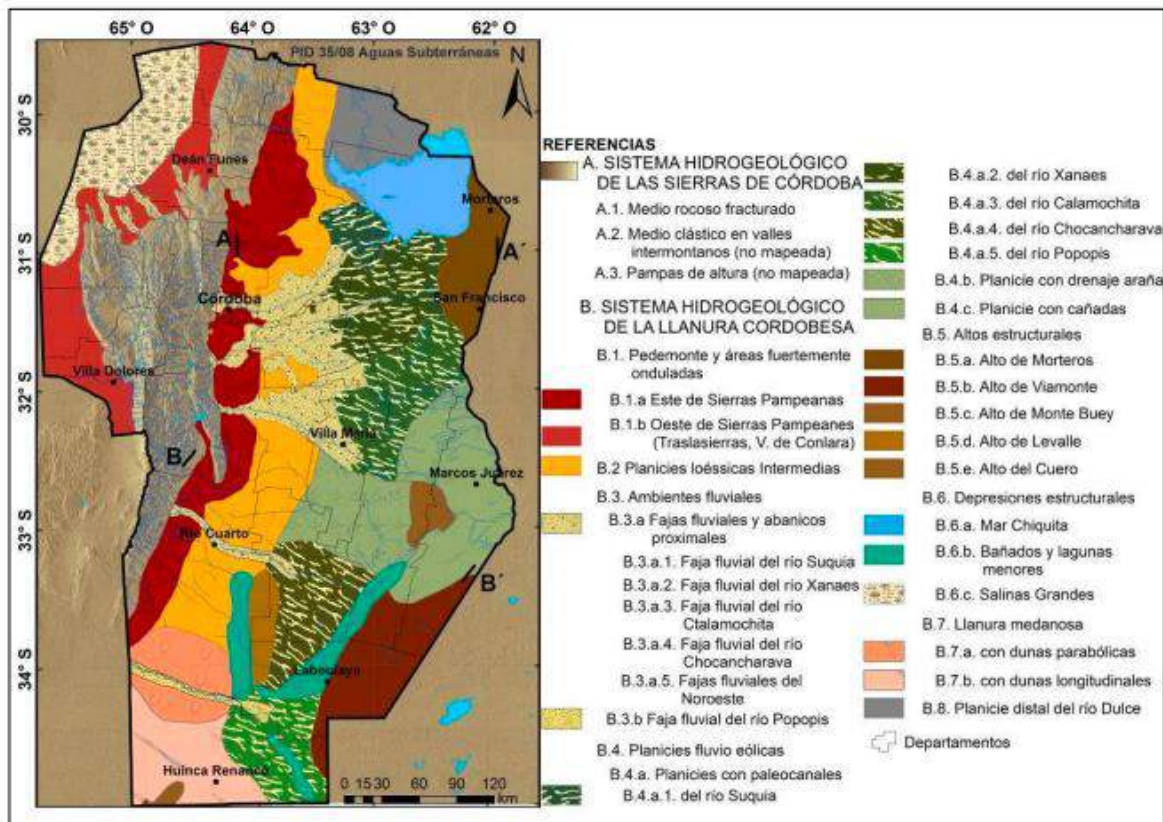 65° O 64° O 63° O 62° O
PID 35/08 Aguas Subterráneas
N
30° S
31° S
32° S
33° S
34° S
Deán Funes
Morteros
A
A´
Córdoba
San Francisco
Villa Dolores
Villa María
B
Marcos Juárez
Río Cuarto
B´
Laboulaye
Huinca Renancó
0 15 30 60 90 120
km
REFERENCIAS
A. SISTEMA HIDROGEOLÓGICO
DE LAS SIERRAS DE CÓRDOBA
A.1. Medio rocoso fracturado
A.2. Medio clástico en valles
intermontanos (no mapeada)
A.3. Pampas de altura (no mapeada)
B. SISTEMA HIDROGEOLÓGICO
DE LA LLANURA CORDOBESA
B.1. Pedemonte y áreas fuertemente
onduladas
B.1.a Este de Sierras Pampeanas
B.1.b Oeste de Sierras Pampeanes
(Traslasierras, V. de Conlara)
B.2 Planicies loéssicas Intermedias
B.3. Ambientes fluviales
B.3.a Fajas fluviales y abanicos
proximales
B.3.a.1. Faja fluvial del río Suquia
B.3.a.2. Faja fluvial del río Xanaes
B.3.a.3. Faja fluvial del río
Ctalamochita
B.3.a.4. Faja fluvial del río
Chocancharava
B.3.a.5. Fajas fluviales del
Noroeste
B.3.b Faja fluvial del río Popopis
B.4. Planicies fluvio eólicas
B.4.a. Planicies con paleocanales
B.4.a.1. del río Suquia
B.4.a.2. del río Xanaes
B.4.a.3. del río Calamochita
B.4.a.4. del río Chocancharava
B.4.a.5. del río Popopis
B.4.b. Planicie con drenaje araña
B.4.c. Planicie con cañadas
B.5. Altos estructurales
B.5.a. Alto de Morteros
B.5.b. Alto de Viamonte
B.5.c. Alto de Monte Buey
B.5.d. Alto de Levalle
B.5.e. Alto del Cuero
B.6. Depresiones estructurales
B.6.a. Mar Chiquita
B.6.b. Bañados y lagunas
menores
B.6.c. Salinas Grandes
B.7. Llanura medanosa
B.7.a. con dunas parabólicas
B.7.b. con dunas longitudinales
B.8. Planicie distal del río Dulce
Departamentos